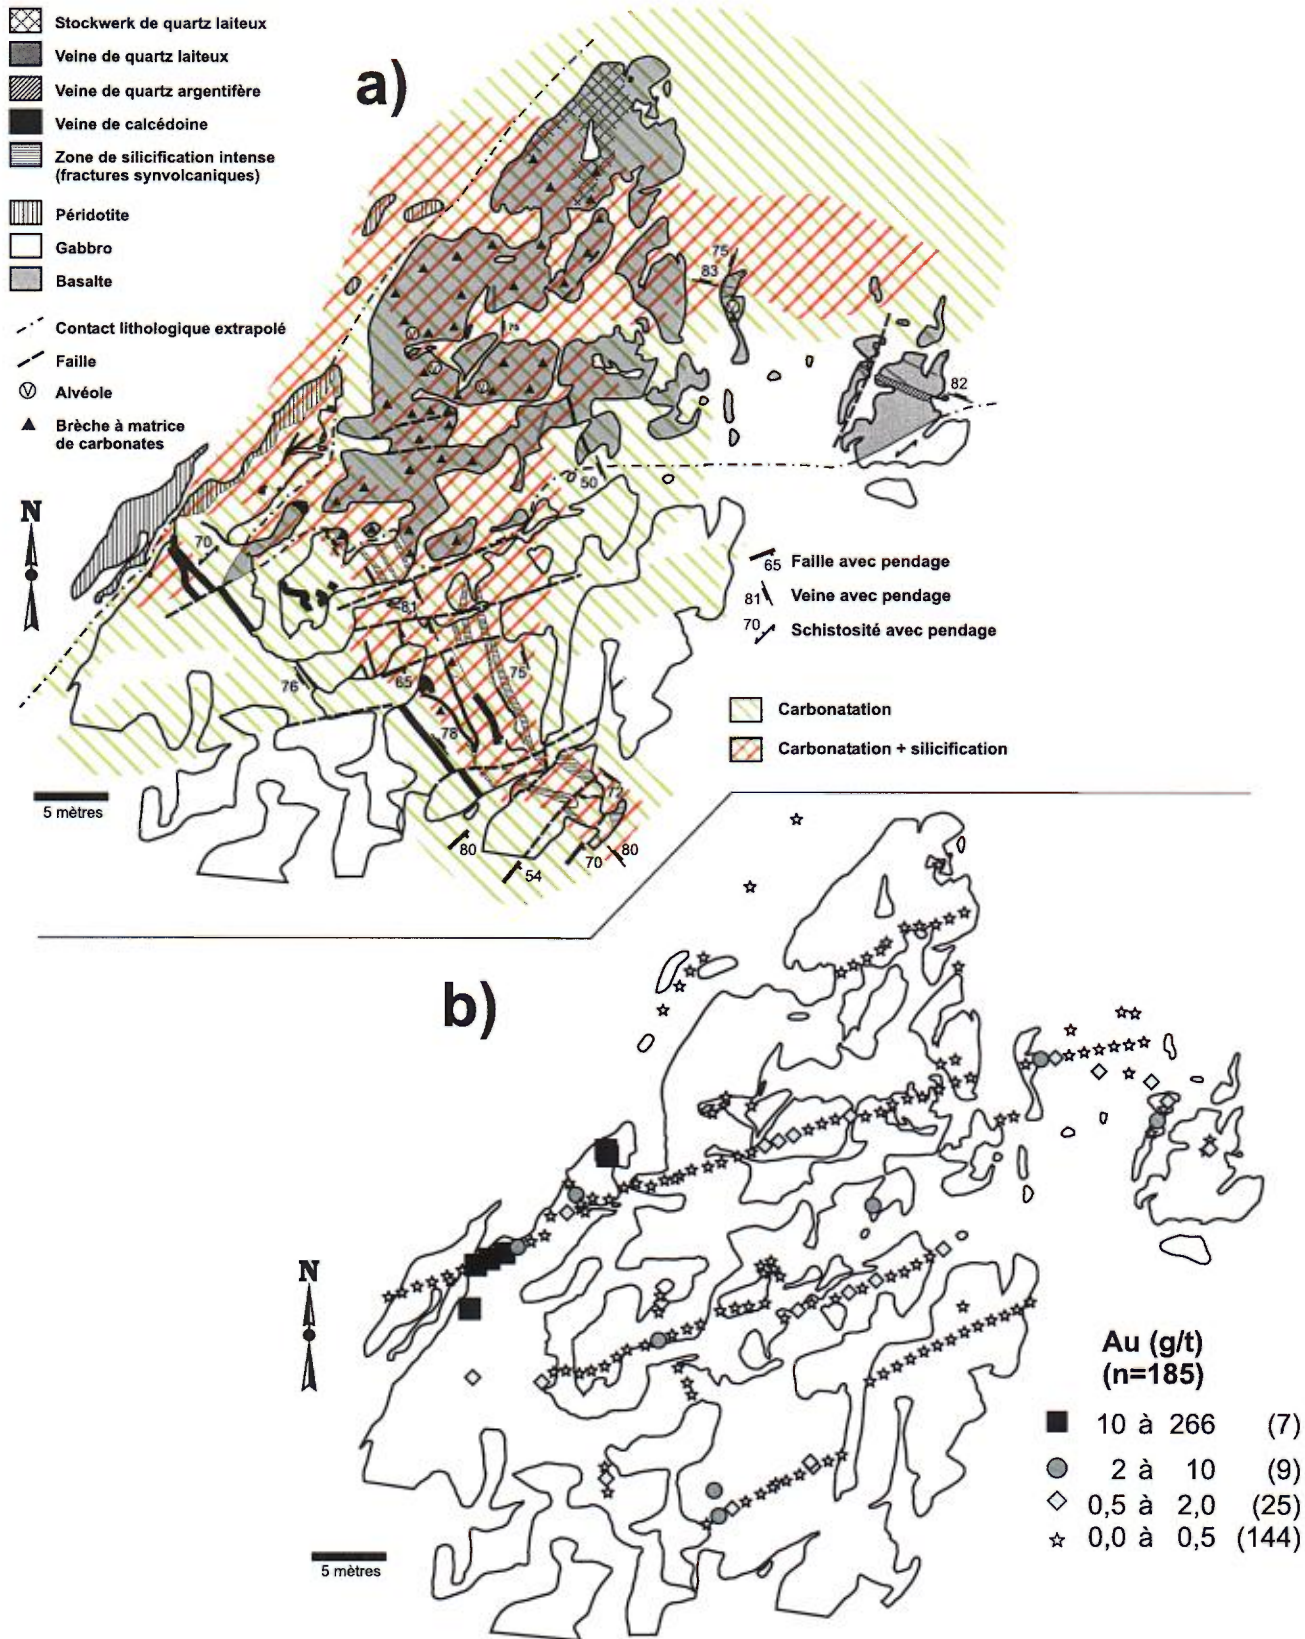 Stockwerk de quartz laiteux
Veine de quartz laiteux
Veine de quartz argentifère
Veine de calcédoine
Zone de silicification intense
(fractures synvolcaniques)
Péridotite
Gabbro
Basalte
Contact lithologique extrapolé
Faille
V Alvéole
Brèche à matrice
de carbonates
a)
N
75
83
75
V
V
V
V
82
50
70
81
65
75
76
78
72
80
54
70
80
65 Faille avec pendage
81 Veine avec pendage
70 Schistosité avec pendage
Carbonatation
Carbonatation + silicification
5 mètres
b)
N
Au (g/t)
(n=185)
10 à 266 (7)
2 à 10 (9)
0,5 à 2,0 (25)
0,0 à 0,5 (144)
5 mètres